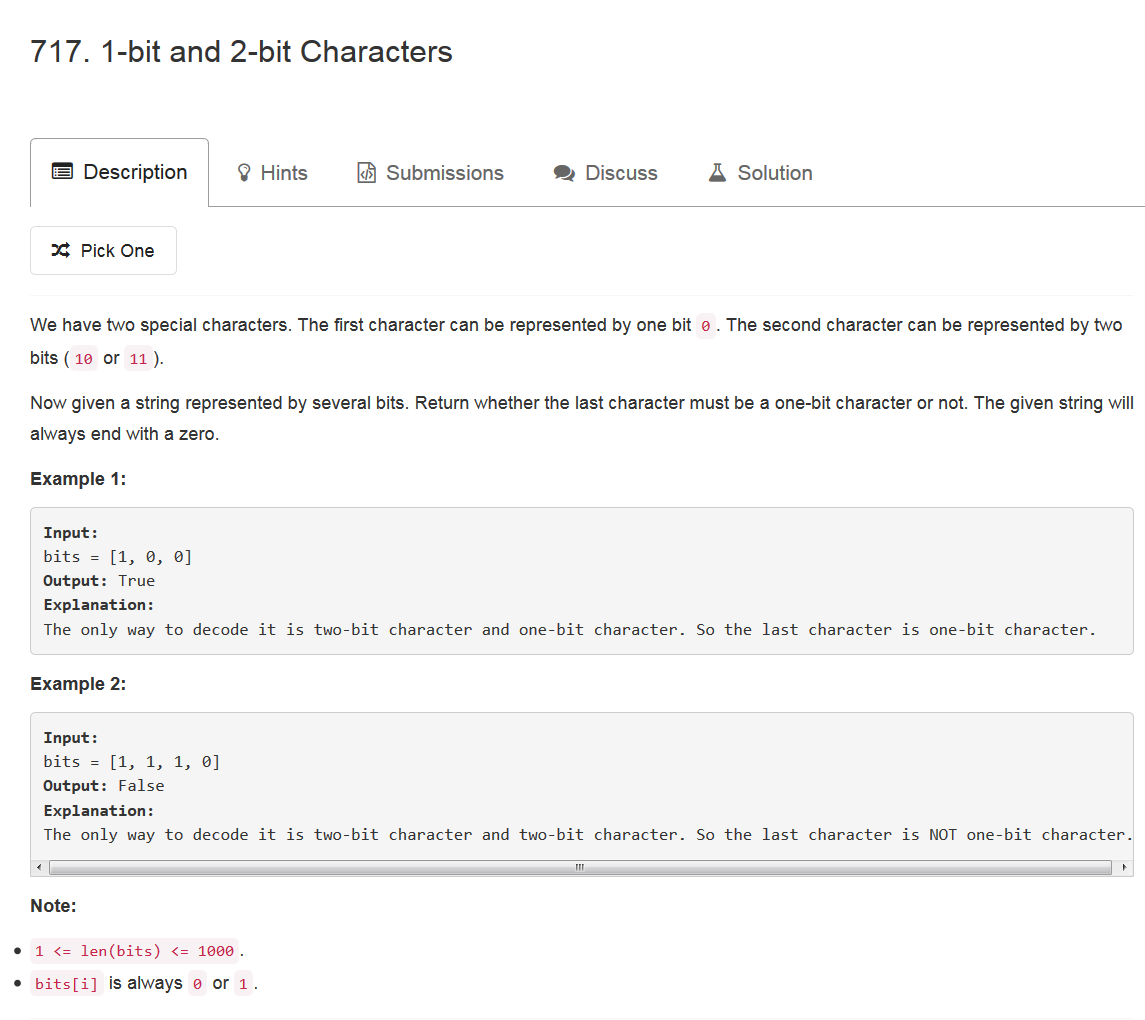 717. 1-bit and 2-bit Characters
Description Hints Submissions Discuss Solution
Pick One
We have two special characters. The first character can be represented by one bit 0. The second character can be represented by two
bits (10 or 11).
Now given a string represented by several bits. Return whether the last character must be a one-bit character or not. The given string will
always end with a zero.
Example 1:
Input:
bits = [1, 0, 0]
Output: True
Explanation:
The only way to decode it is two-bit character and one-bit character. So the last character is one-bit character.
Example 2:
Input:
bits = [1, 1, 1, 0]
Output: False
Explanation:
The only way to decode it is two-bit character and two-bit character. So the last character is NOT one-bit character.
Note:
1 <= len(bits) <= 1000.
bits[i] is always 0 or 1.